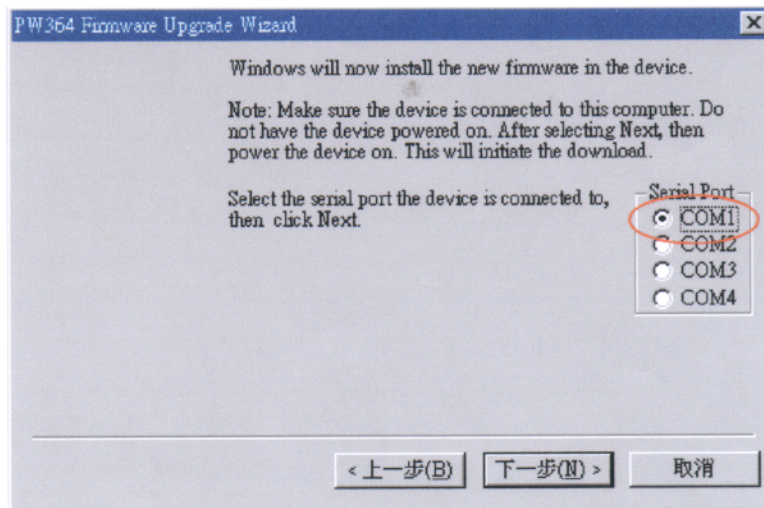 PW364 Firmware Upgrade Wizard
Windows will now install the new firmware in the device.
Note: Make sure the device is connected to this computer. Do
not have the device powered on. After selecting Next, then
power the device on. This will initiate the download.
Select the serial port the device is connected to,
then click Next.
Serial Port
COM1
COM2
COM3
COM4
<上一步(B)
下一步(N) >
取消